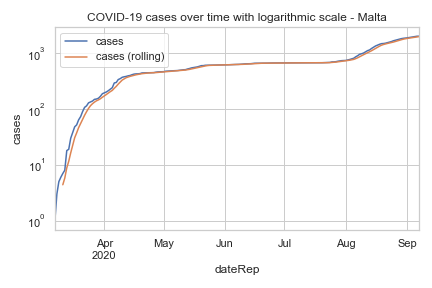 COVID-19 cases over time with logarithmic scale - Malta
cases
cases (rolling)
10³
10²
10¹
10⁰
cases
Apr
2020
May
Jun
Jul
Aug
Sep
dateRep